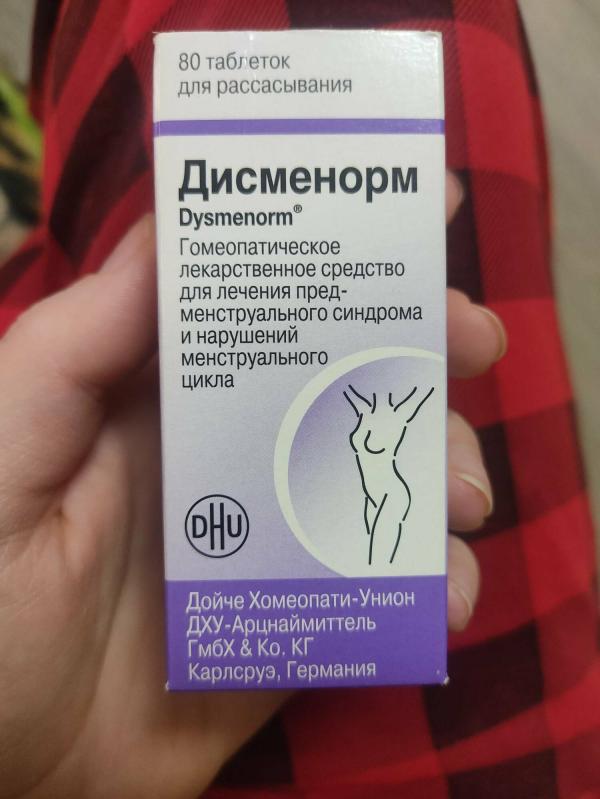 80 таблеток
для рассасывания
Дисменорм
Dysmenorm®
Гомеопатическое
лекарственное средство
для лечения пред-
менструального синдрома
и нарушений
менструального
цикла
DHU
Дойче Хомеопати-Унион
ДХУ-Арцнаймиттель
ГмбХ & Ко. КГ
Карлсруэ, Германия